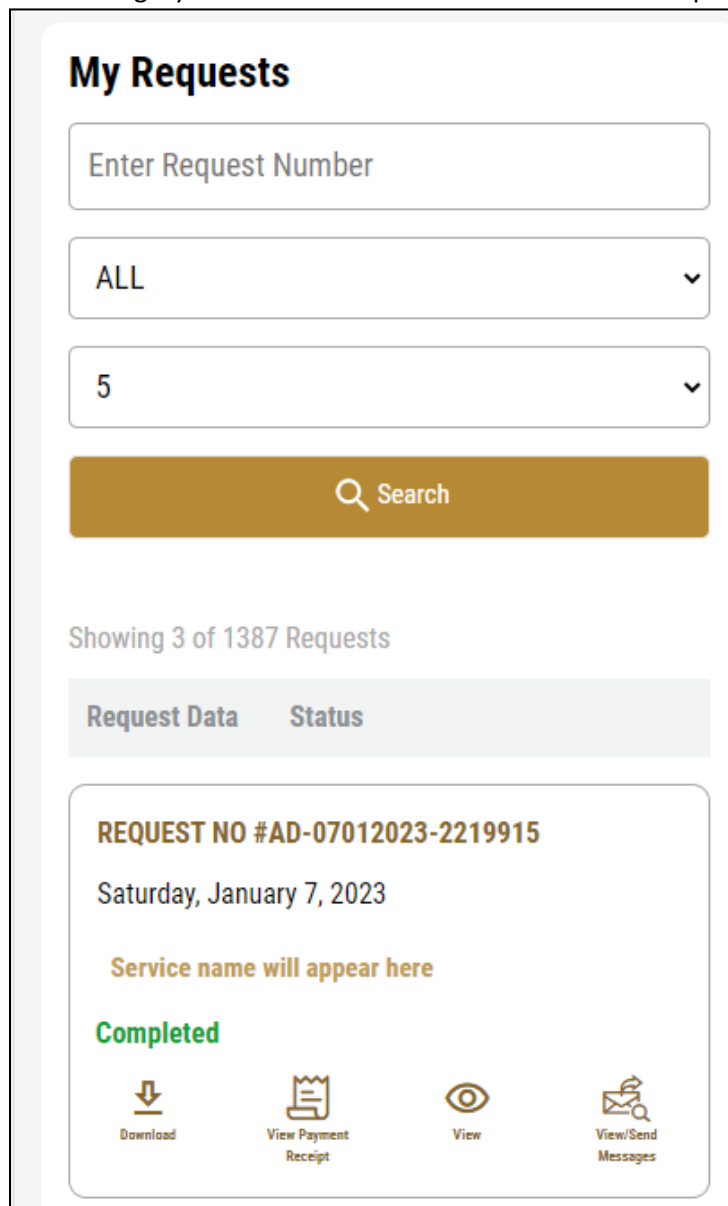 My Requests
Enter Request Number
ALL
5
Search
Showing 3 of 1387 Requests
Request Data Status
REQUEST NO #AD-07012023-2219915
Saturday, January 7, 2023
Service name will appear here
Completed
Download View Payment Receipt View View/Send Messages